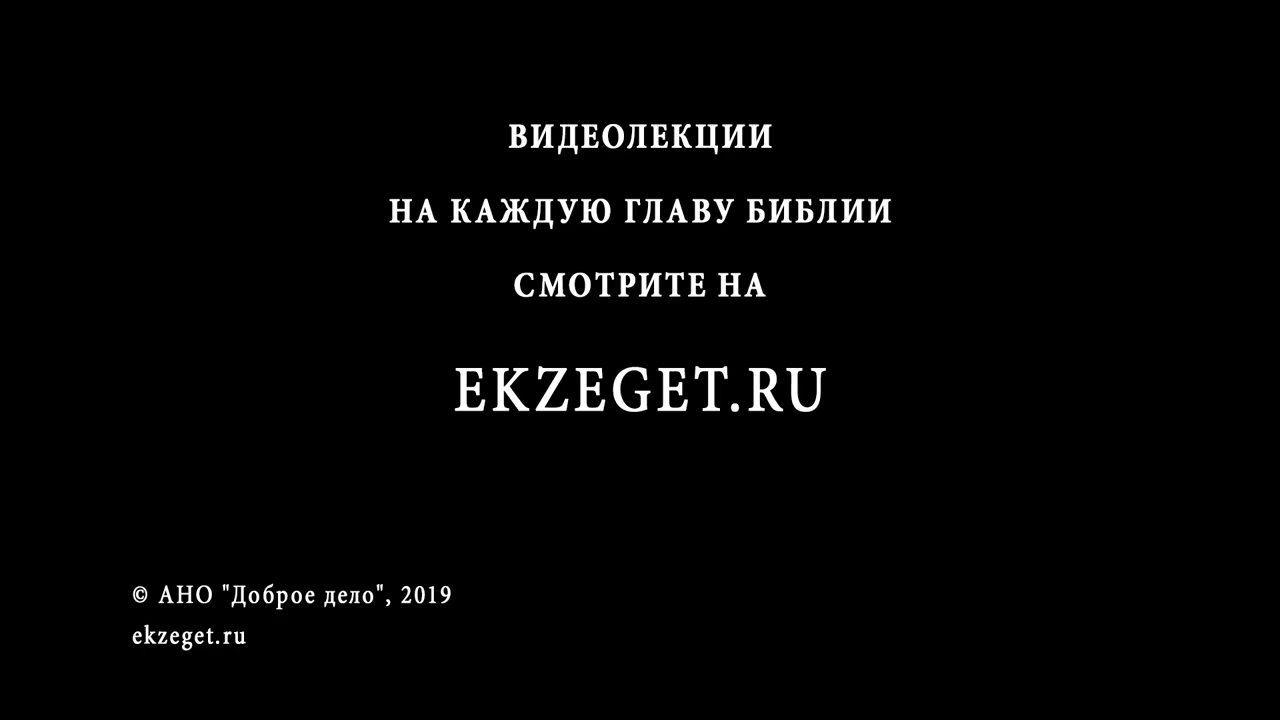 ВИДЕОЛЕКЦИИ
НА КАЖДУЮ ГЛАВУ БИБЛИИ
СМОТРИТЕ НА
EKZEGET.RU
© АНО "Доброе дело", 2019
ekzeget.ru